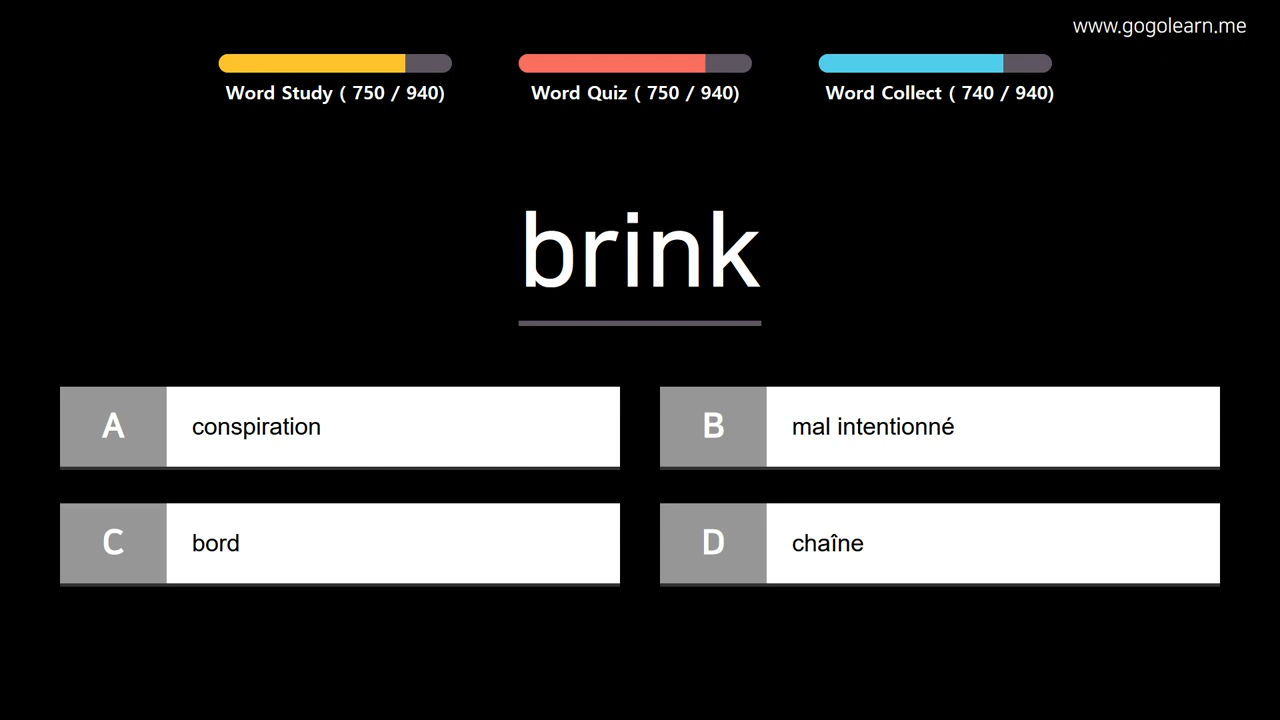 www.gogolearn.me
Word Study ( 750 / 940)
Word Quiz ( 750 / 940)
Word Collect ( 740 / 940)
brink
A conspiration
B mal intentionné
C bord
D chaîne